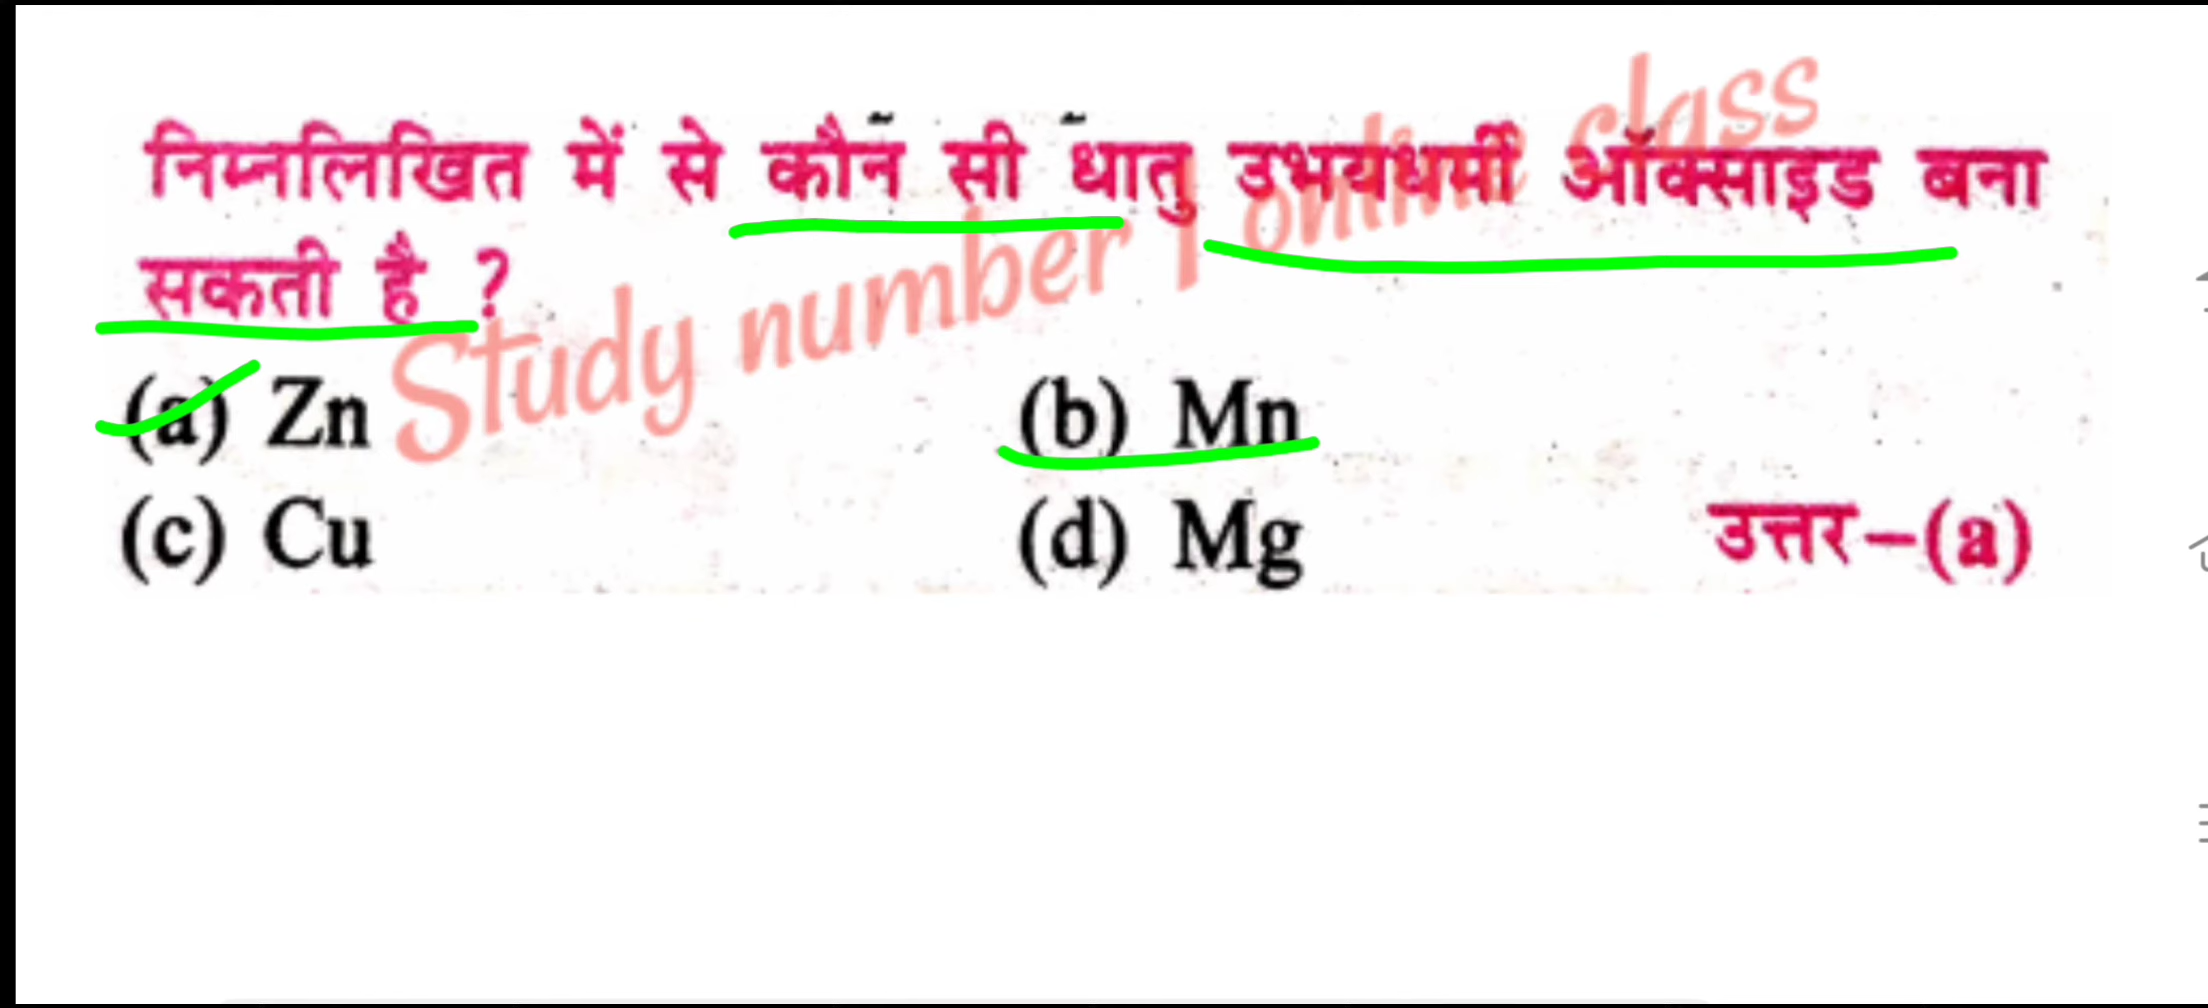 निम्नलिखित में से कौन सी धातु उभयधर्मी ऑक्साइड बना
सकती है ?
Study number 1 online class
(a) Zn (b) Mn
(c) Cu (d) Mg उत्तर–(a)